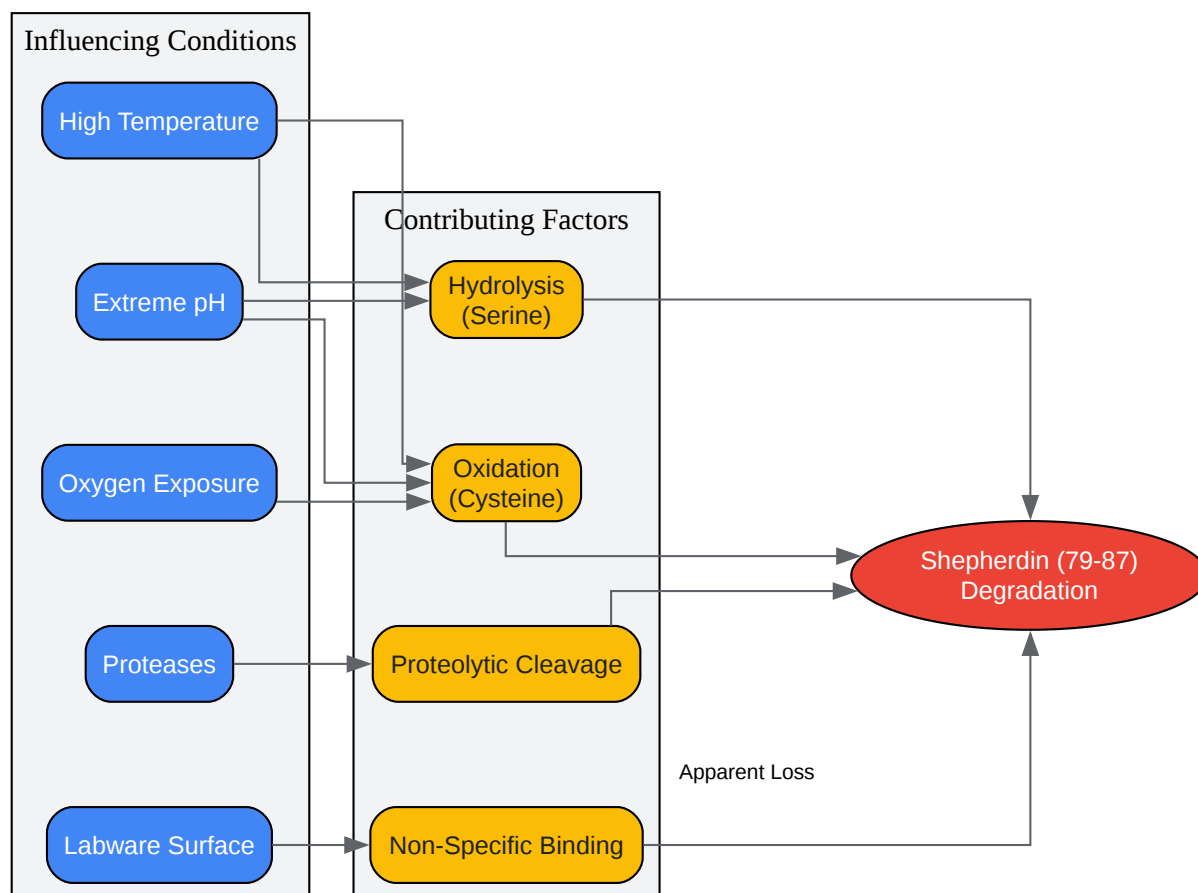 Influencing Conditions
High Temperature
Extreme pH
Oxygen Exposure
Proteases
Labware Surface
Contributing Factors
Hydrolysis
(Serine)
Oxidation
(Cysteine)
Proteolytic Cleavage
Non-Specific Binding
Apparent Loss
Shepherdin (79-87)
Degradation